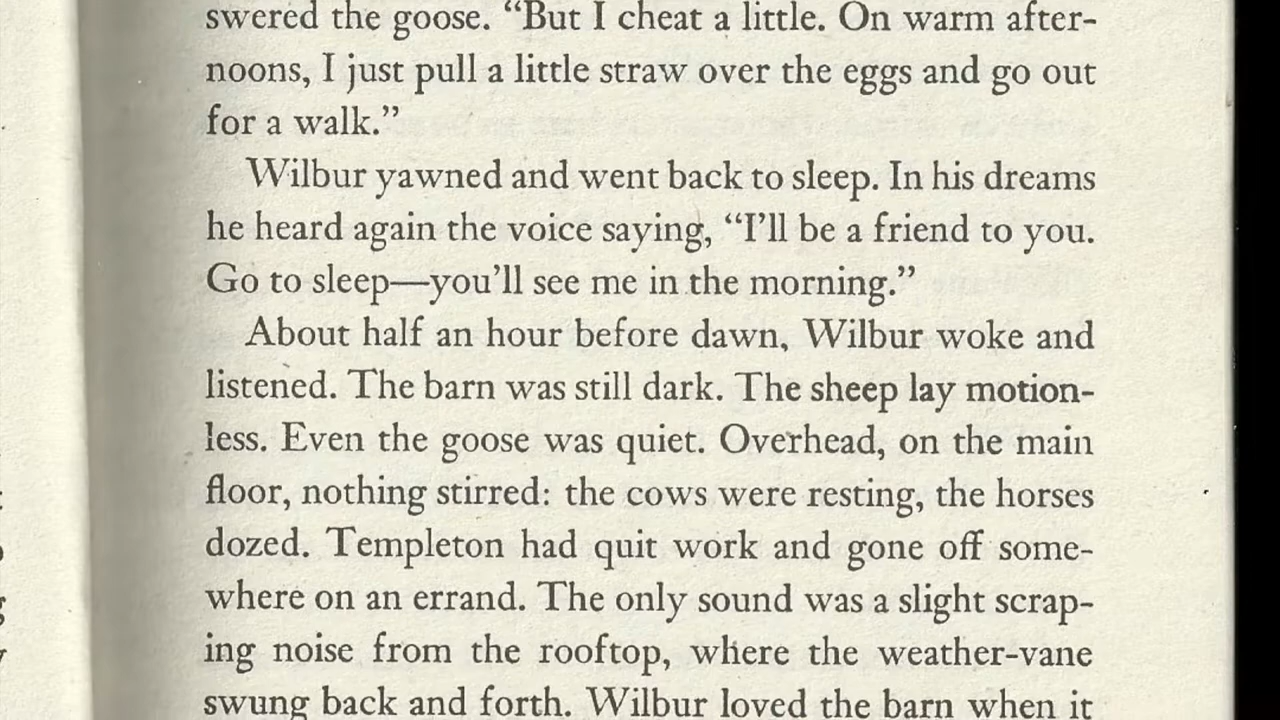 swered the goose. “But I cheat a little. On warm after-
noons, I just pull a little straw over the eggs and go out
for a walk.”
Wilbur yawned and went back to sleep. In his dreams
he heard again the voice saying, “I’ll be a friend to you.
Go to sleep—you’ll see me in the morning.”
About half an hour before dawn, Wilbur woke and
listened. The barn was still dark. The sheep lay motion-
less. Even the goose was quiet. Overhead, on the main
floor, nothing stirred: the cows were resting, the horses
dozed. Templeton had quit work and gone off some-
where on an errand. The only sound was a slight scrap-
ing noise from the rooftop, where the weather-vane
swung back and forth. Wilbur loved the barn when it